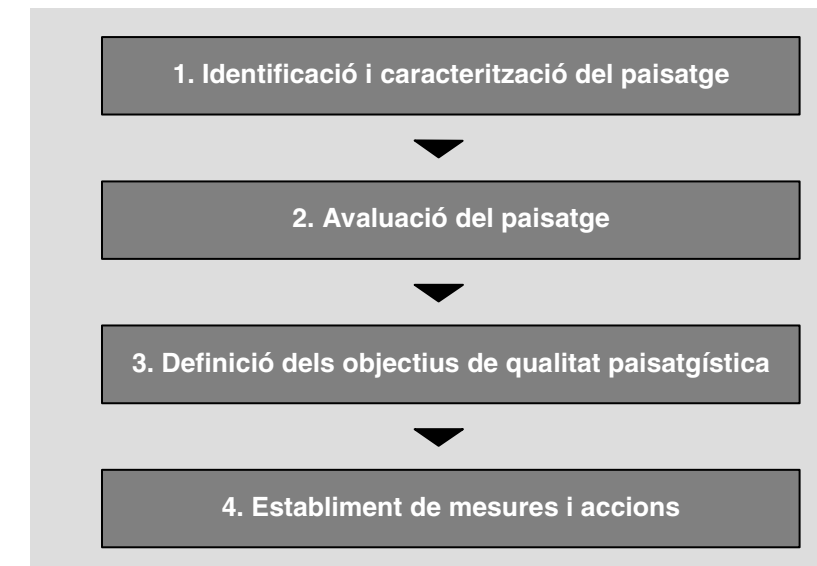 1. Identificació i caracterització del paisatge
2. Avaluació del paisatge
3. Definició dels objectius de qualitat paisatgística
4. Establiment de mesures i accions